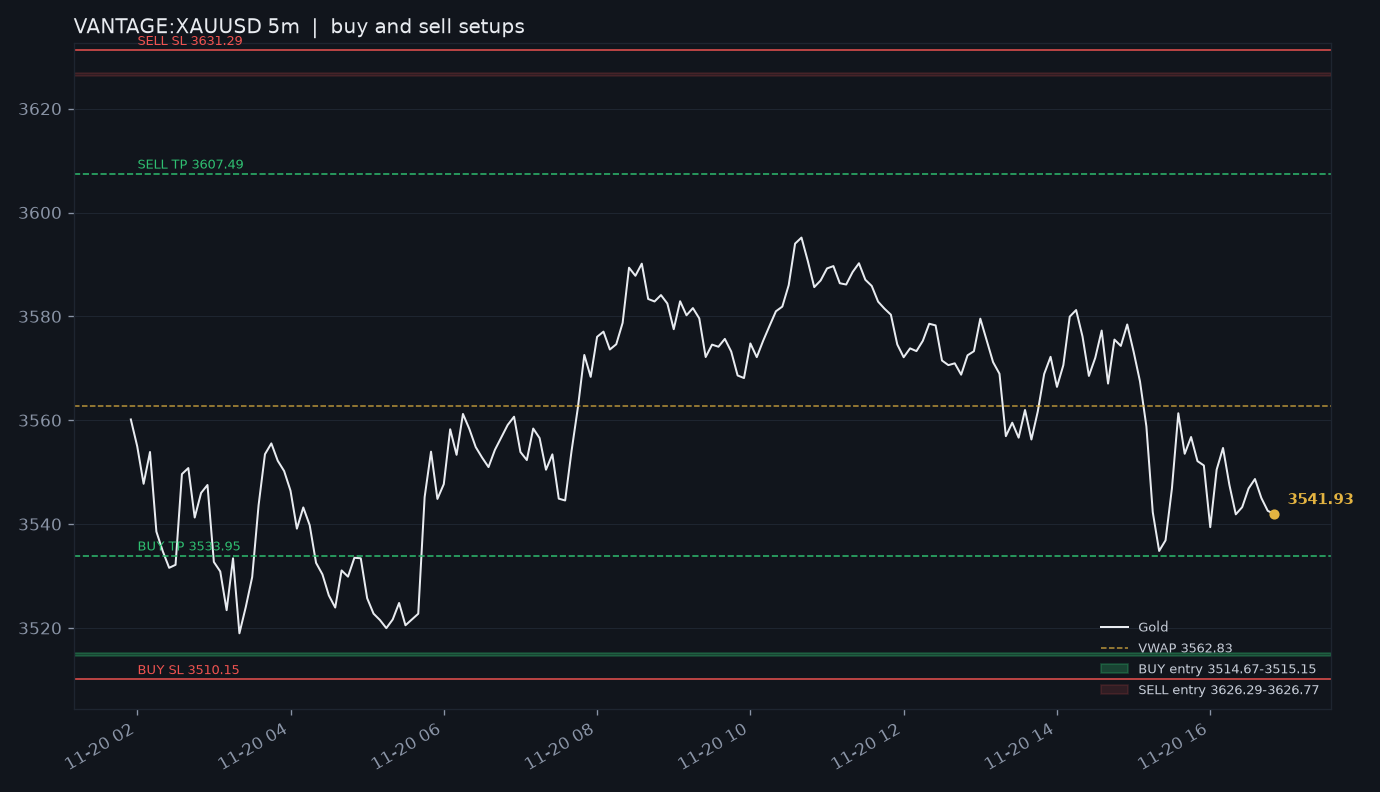 VANTAGE:XAUUSD 5m | buy and sell setups
SELL SL 3631.29
3620
SELL TP 3607.49
3600
3580
3560
3541.93
3540
BUY TP 3533.95
3520
Gold
VWAP 3562.83
BUY SL 3510.15
BUY entry 3514.67-3515.15
SELL entry 3626.29-3626.77
11-20 02
11-20 04
11-20 06
11-20 08
11-20 10
11-20 12
11-20 14
11-20 16